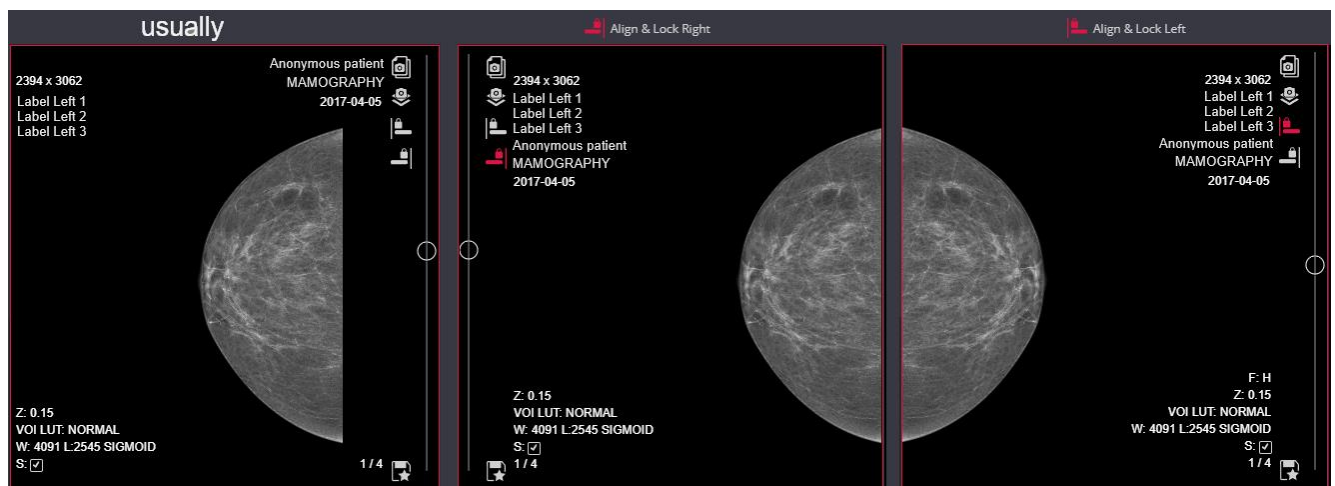 usually
Align & Lock Right
Align & Lock Left
Anonymous patient
MAMOGRAPHY
2017-04-05
2394 x 3062
Label Left 1
Label Left 2
Label Left 3
Z: 0.15
VOI LUT: NORMAL
W: 4091 L:2545 SIGMOID
S:
1 / 4
2394 x 3062
Label Left 1
Label Left 2
Label Left 3
Anonymous patient
MAMOGRAPHY
2017-04-05
Z: 0.15
VOI LUT: NORMAL
W: 4091 L:2545 SIGMOID
S:
1 / 4
2394 x 3062
Label Left 1
Label Left 2
Label Left 3
Anonymous patient
MAMOGRAPHY
2017-04-05
F: H
Z: 0.15
VOI LUT: NORMAL
W: 4091 L:2545 SIGMOID
S:
1 / 4